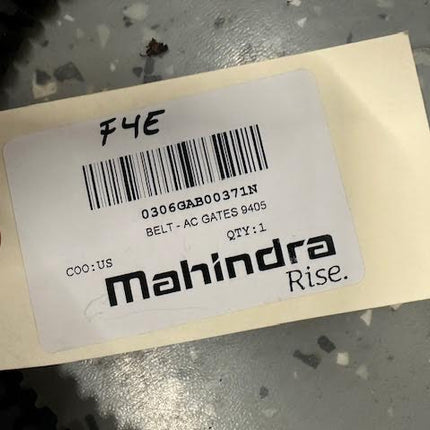 F4E
0306GAB00371N
BELT - AC GATES 9405
QTY:1
COO:US
Mahindra
Rise.